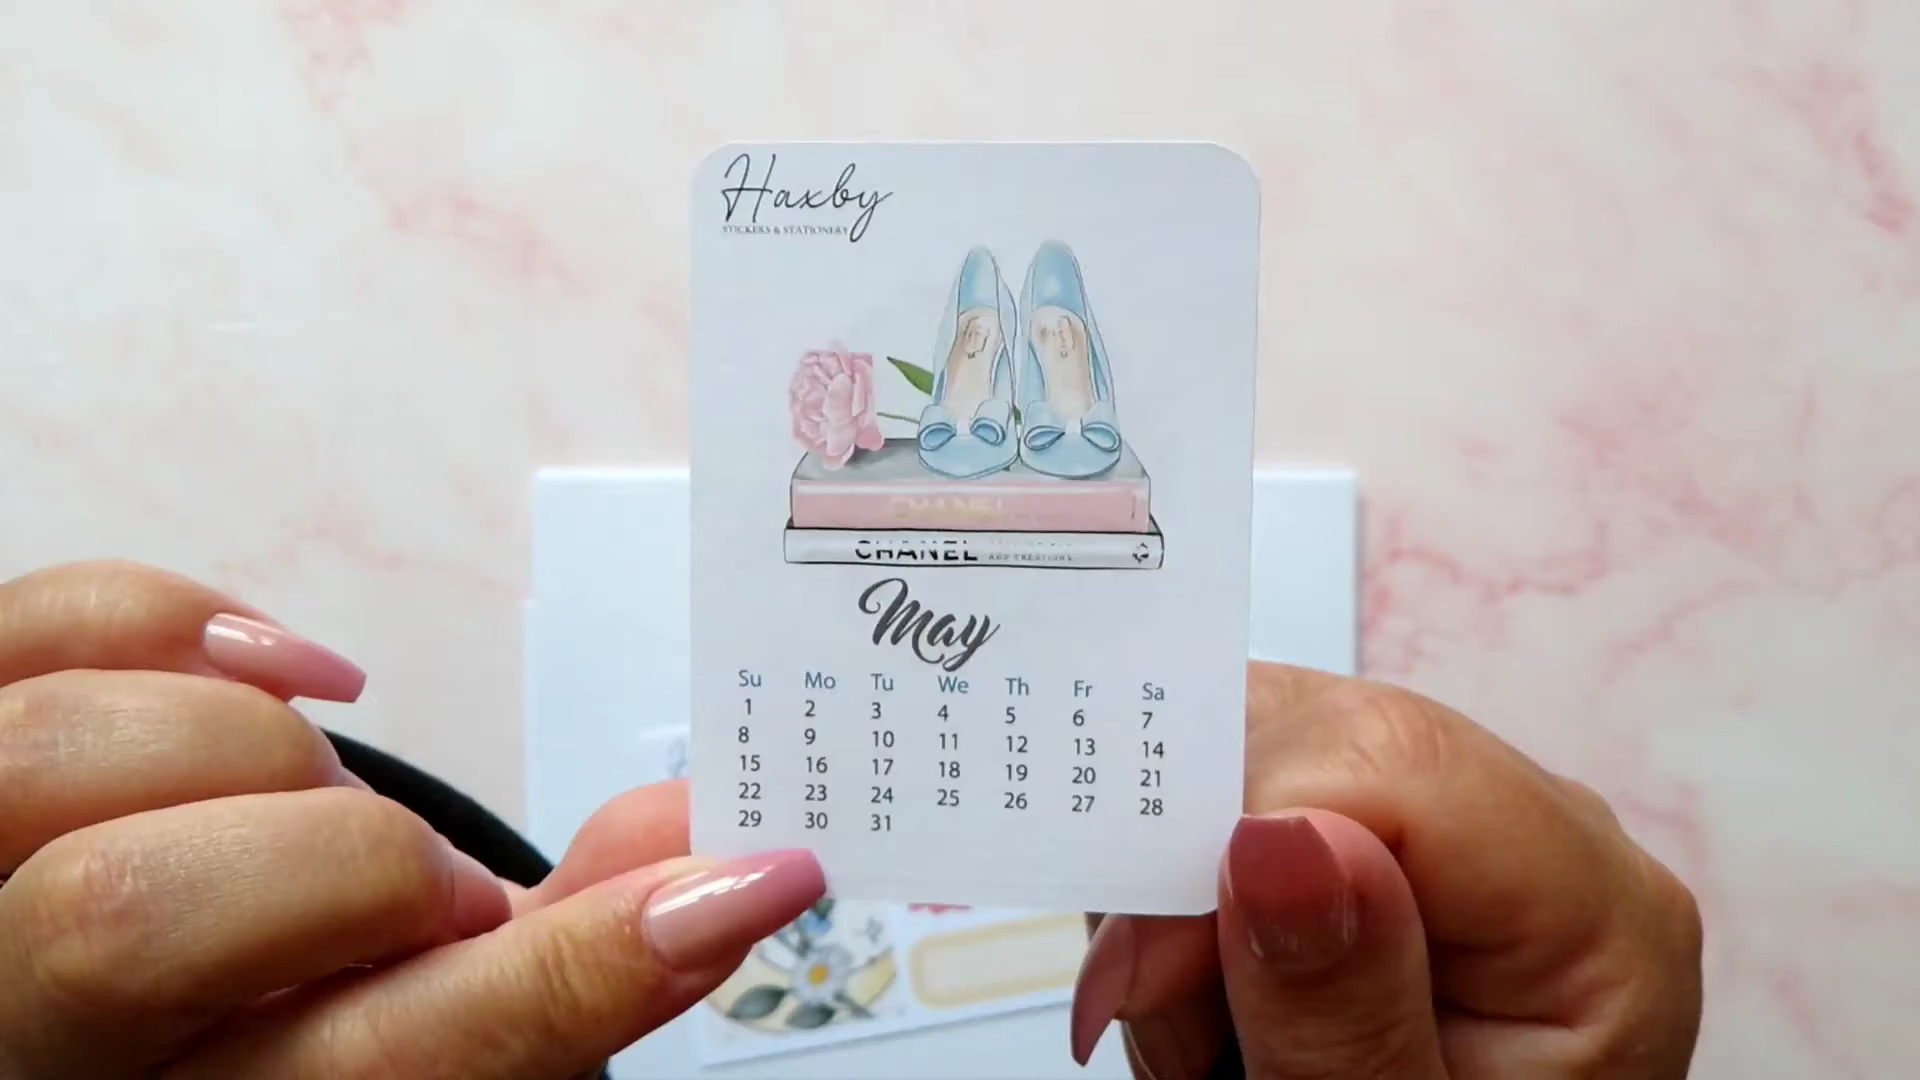 Haxby
STICKERS & STATIONERY
CHANEL
CHANEL
AND CREATIONS
May
Su Mo Tu We Th Fr Sa
1 2 3 4 5 6 7
8 9 10 11 12 13 14
15 16 17 18 19 20 21
22 23 24 25 26 27 28
29 30 31